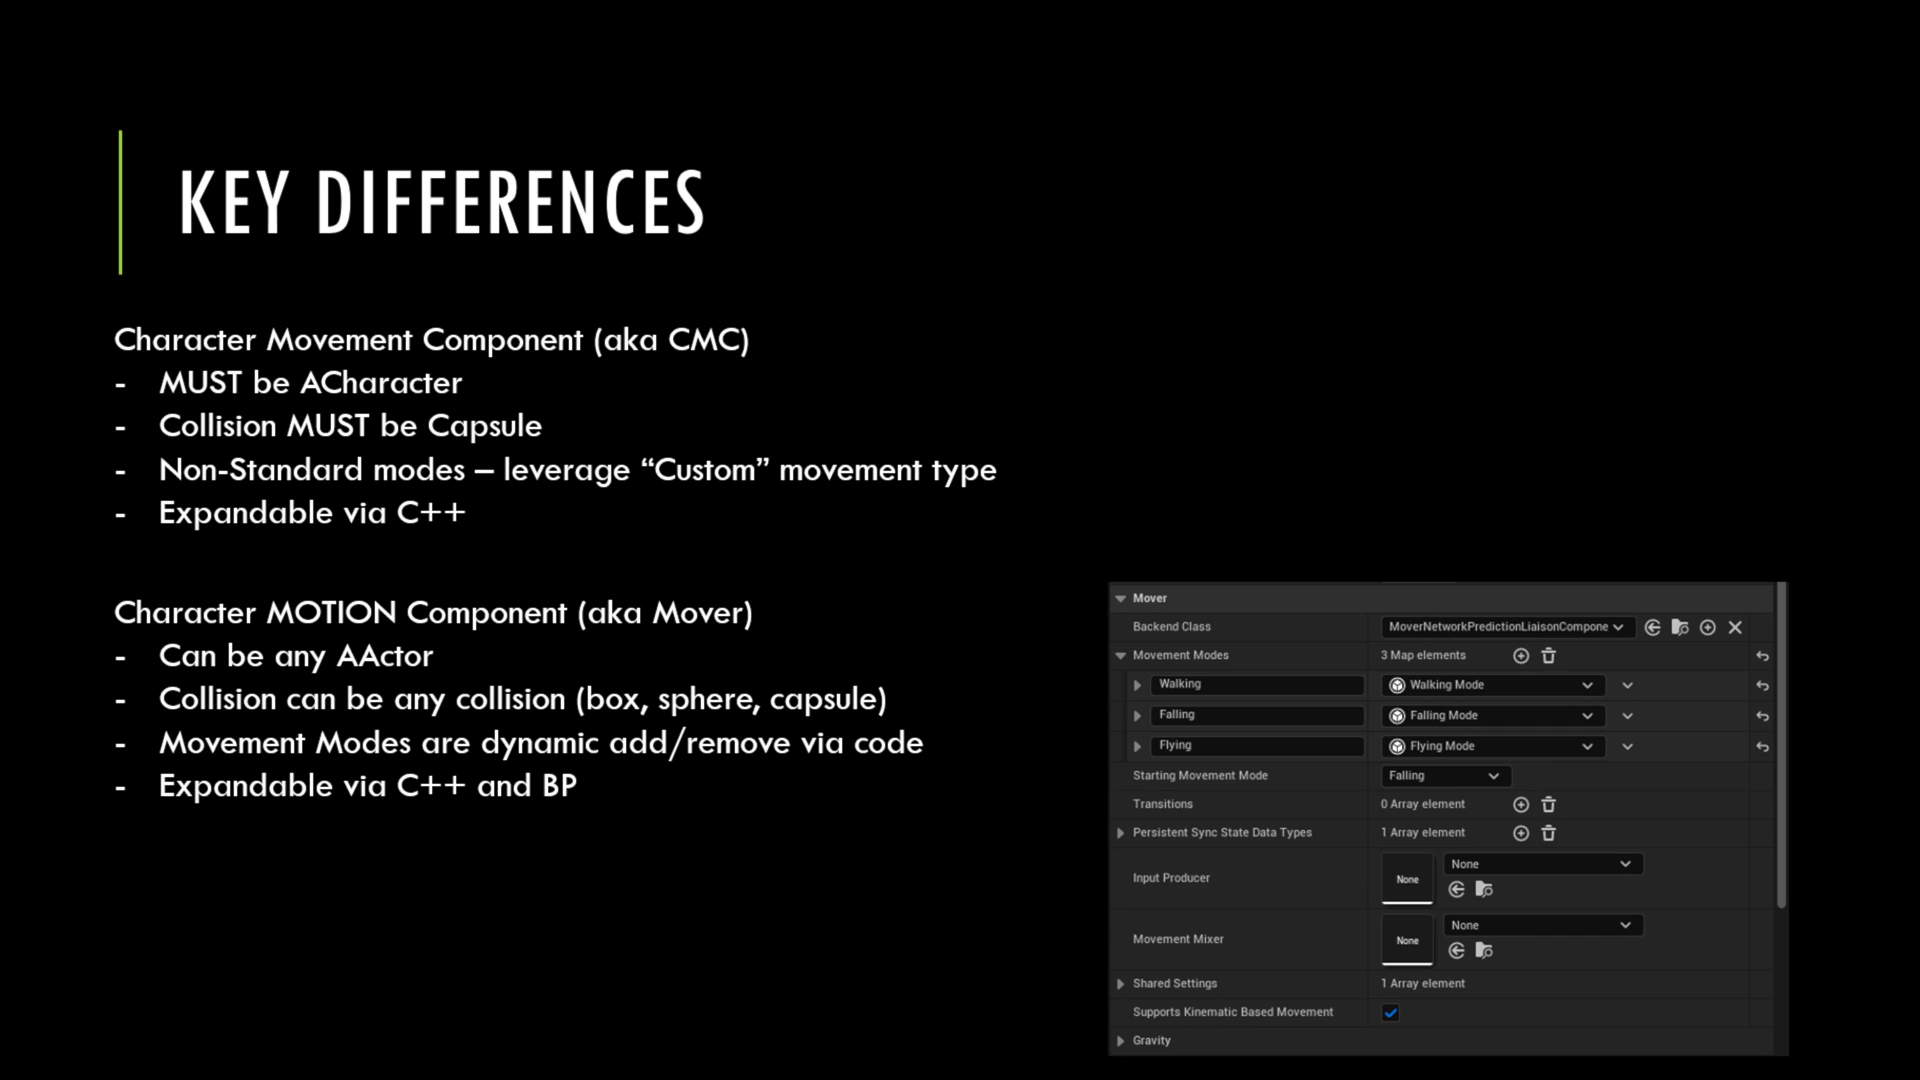 KEY DIFFERENCES
Character Movement Component (aka CMC)
- MUST be ACharacter
- Collision MUST be Capsule
- Non-Standard modes – leverage “Custom” movement type
- Expandable via C++
Character MOTION Component (aka Mover)
- Can be any AActor
- Collision can be any collision (box, sphere, capsule)
- Movement Modes are dynamic add/remove via code
- Expandable via C++ and BP
Mover
Backend Class MoverNetworkPredictionLiaisonCompone
Movement Modes 3 Map elements
Walking Walking Mode
Falling Falling Mode
Flying Flying Mode
Starting Movement Mode Falling
Transitions 0 Array element
Persistent Sync State Data Types 1 Array element
Input Producer None None
Movement Mixer None None
Shared Settings 1 Array element
Supports Kinematic Based Movement
Gravity